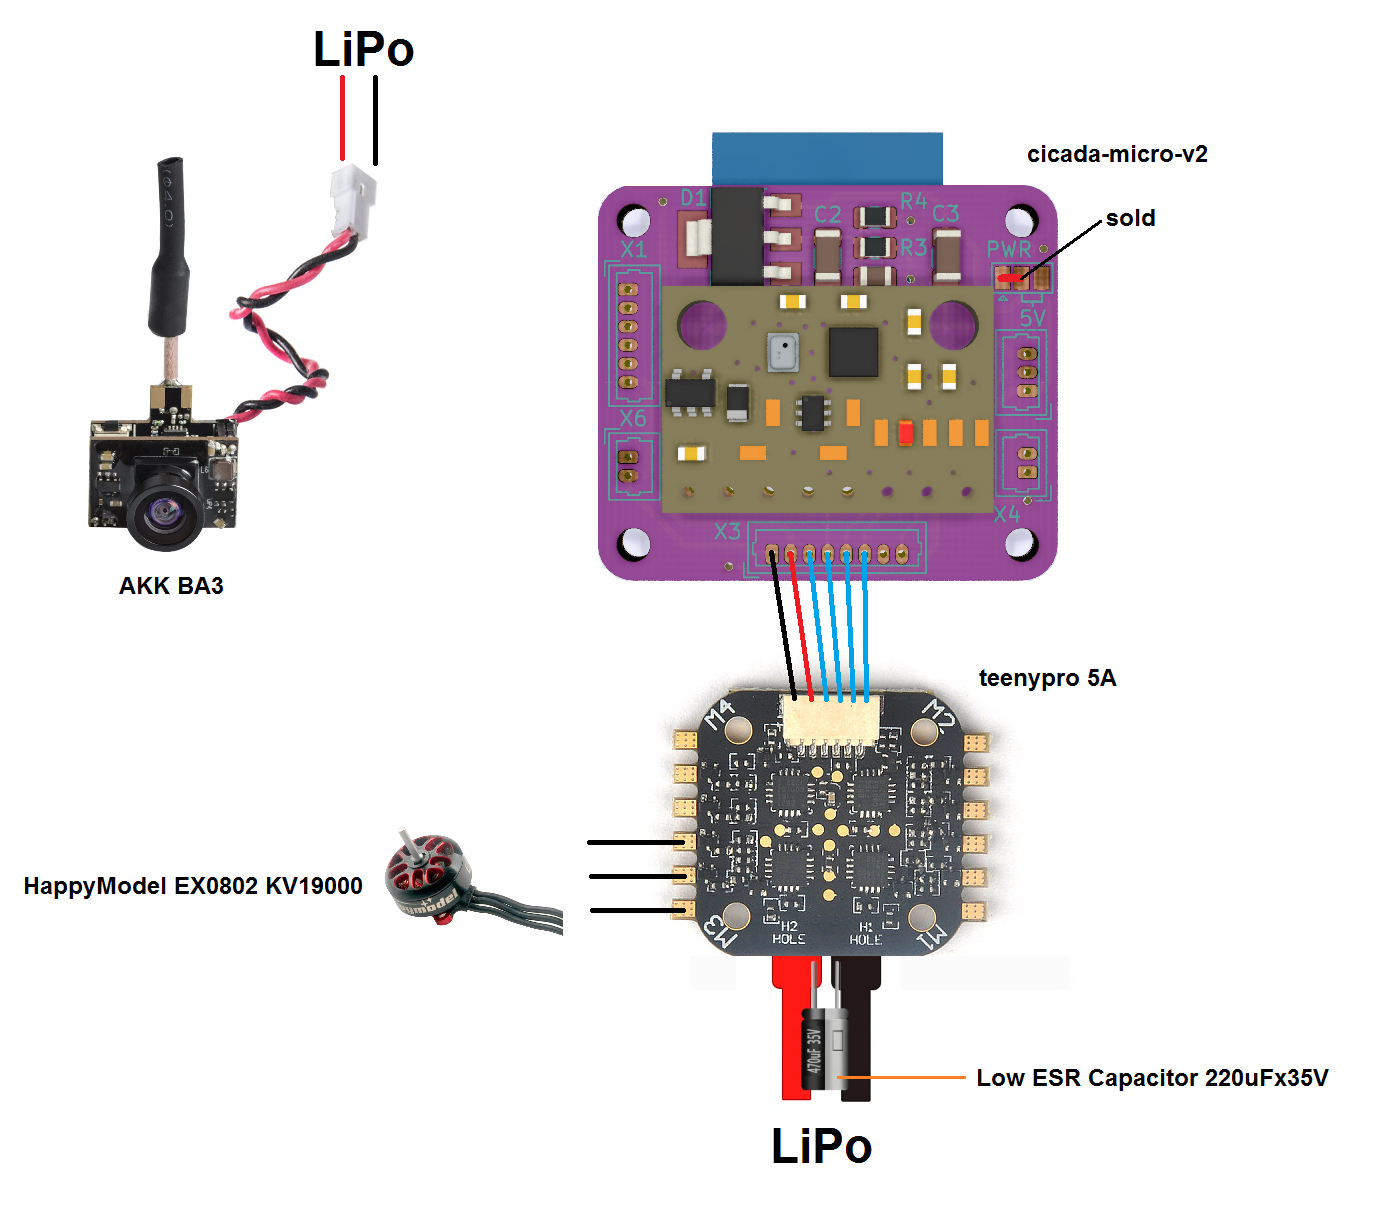 LiPo
cicada-micro-v2
sold
D1
R4
C2
C3
R3
X1
PWR
5V
X6
X4
X3
AKK BA3
teenypro 5A
M4
M2
HappyModel EX0802 KV19000
M3
H2
HOLE
H1
HOLE
M1
470uF 35V
Low ESR Capacitor 220uFx35V
LiPo